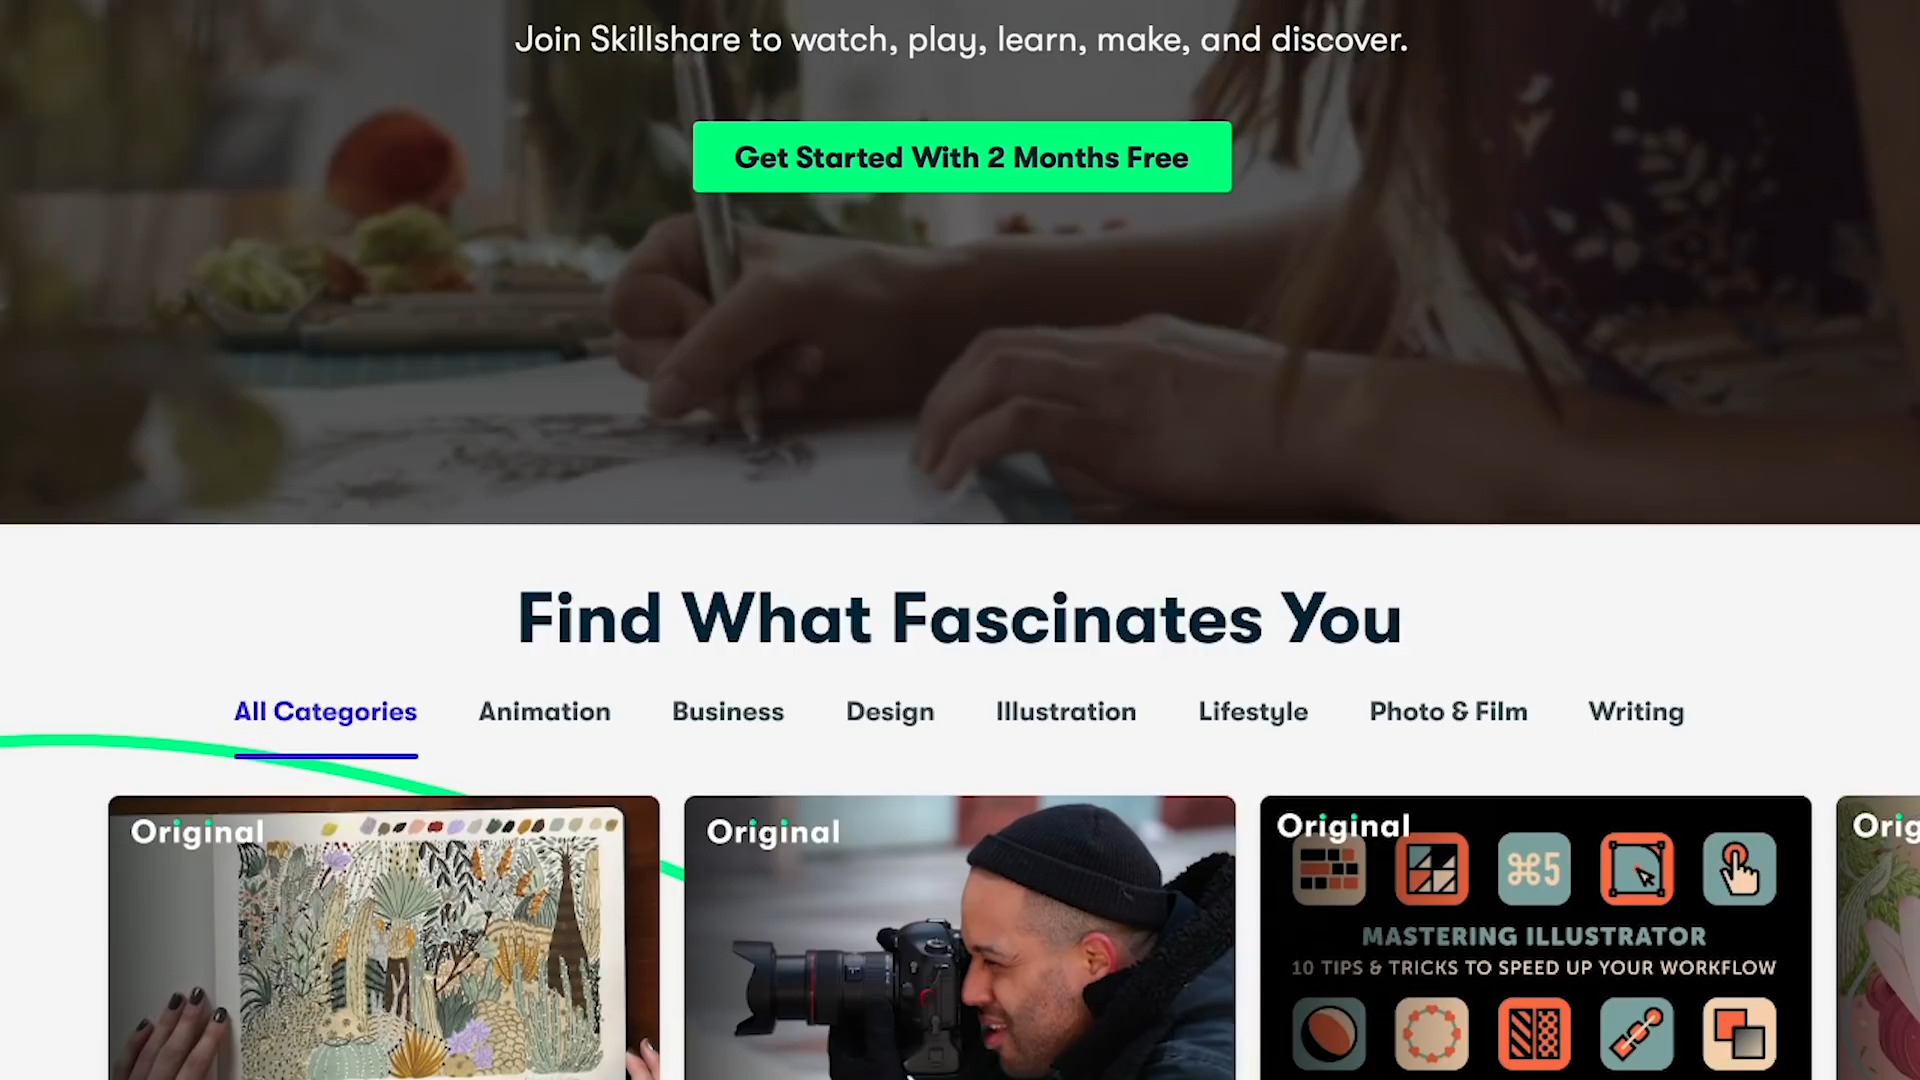 Join Skillshare to watch, play, learn, make, and discover.
Get Started With 2 Months Free
Find What Fascinates You
All Categories
Animation
Business
Design
Illustration
Lifestyle
Photo & Film
Writing
Original
Original
Original
Orig
⌘5
MASTERING ILLUSTRATOR
10 TIPS & TRICKS TO SPEED UP YOUR WORKFLOW